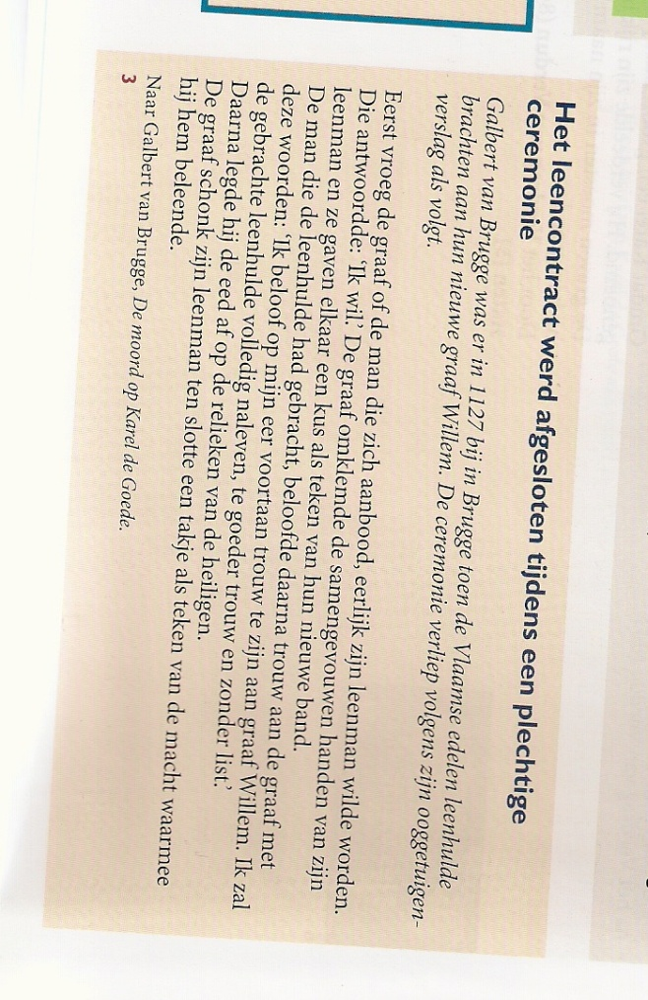 Het leencontract werd afgesloten tijdens een plechtige
ceremonie
Galbert van Brugge was er in 1127 bij in Brugge toen de Vlaamse edelen leenhulde
brachten aan hun nieuwe graaf Willem. De ceremonie verliep volgens zijn ooggetuigen-
verslag als volgt.
Eerst vroeg de graaf of de man die zich aanbood, eerlijk zijn leenman wilde worden.
Die antwoordde: ‘Ik wil.’ De graaf omklemde de samengevouwen handen van zijn
leenman en ze gaven elkaar een kus als teken van hun nieuwe band.
De man die de leenhulde had gebracht, beloofde daarna trouw aan de graaf met
deze woorden: ‘Ik beloof op mijn eer voortaan trouw te zijn aan graaf Willem. Ik zal
de gebrachte leenhulde volledig naleven, te goeder trouw en zonder list.’
Daarna legde hij de eed af op de relieken van de heiligen.
De graaf schonk zijn leenman ten slotte een takje als teken van de macht waarmee
hij hem beleende.
Naar Galbert van Brugge, De moord op Karel de Goede.
3